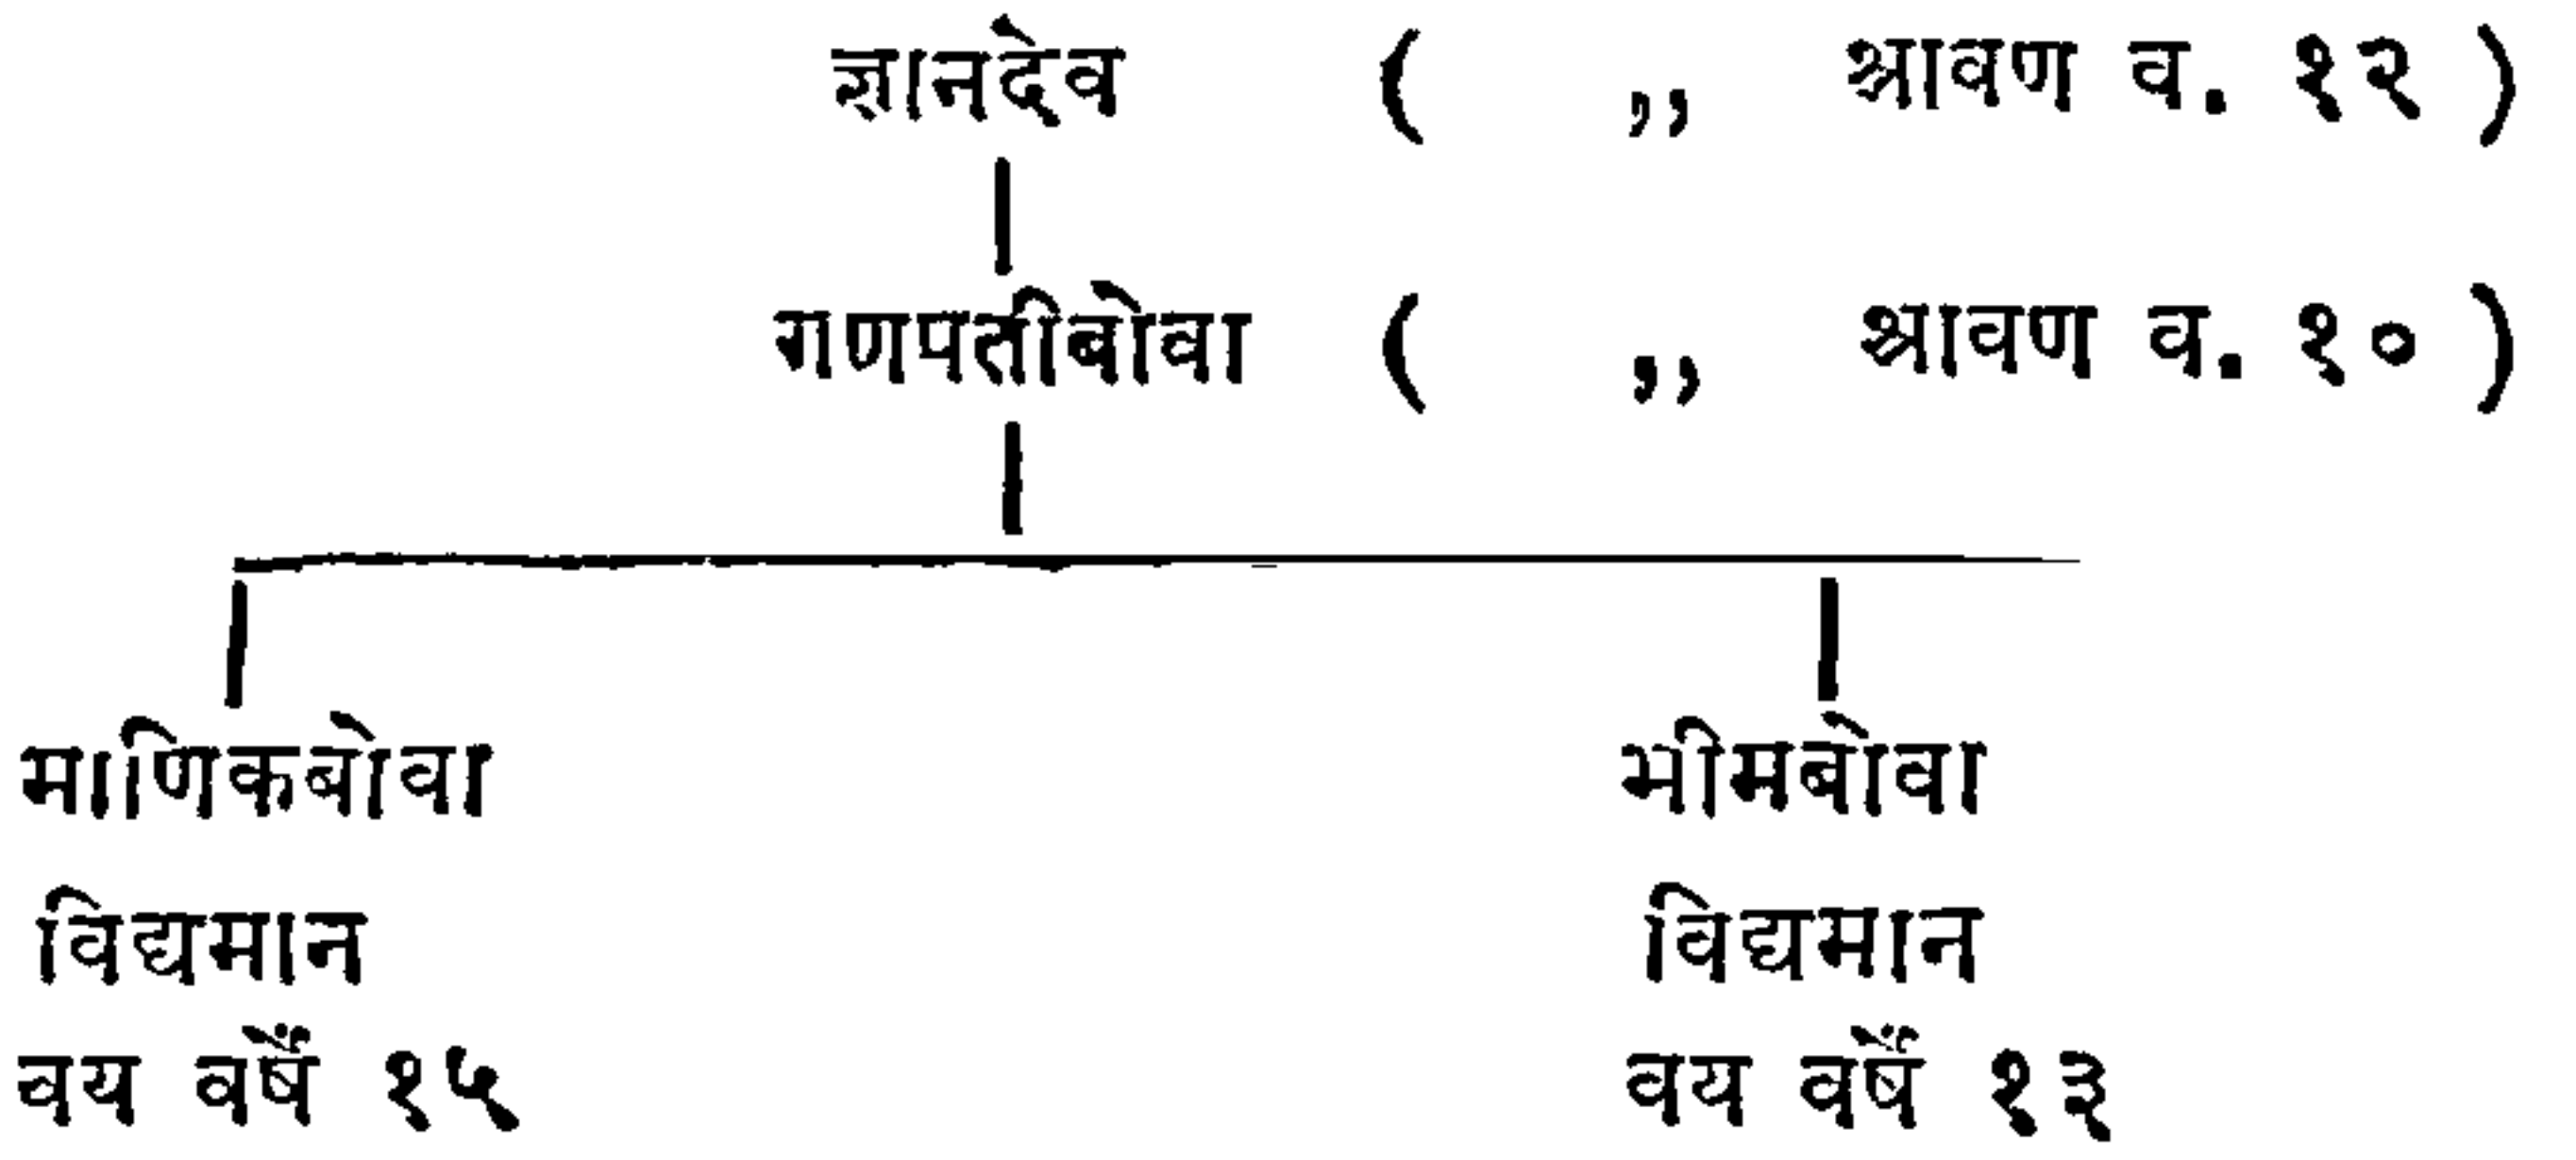 ज्ञानदेव ( ,, श्रावण व. १२ )
गणपतीबोवा ( ,, श्रावण व. १० )
माणिकबोवा भीमबोवा
विद्यमान विद्यमान
वय वर्षें १५ वय वर्षें १३